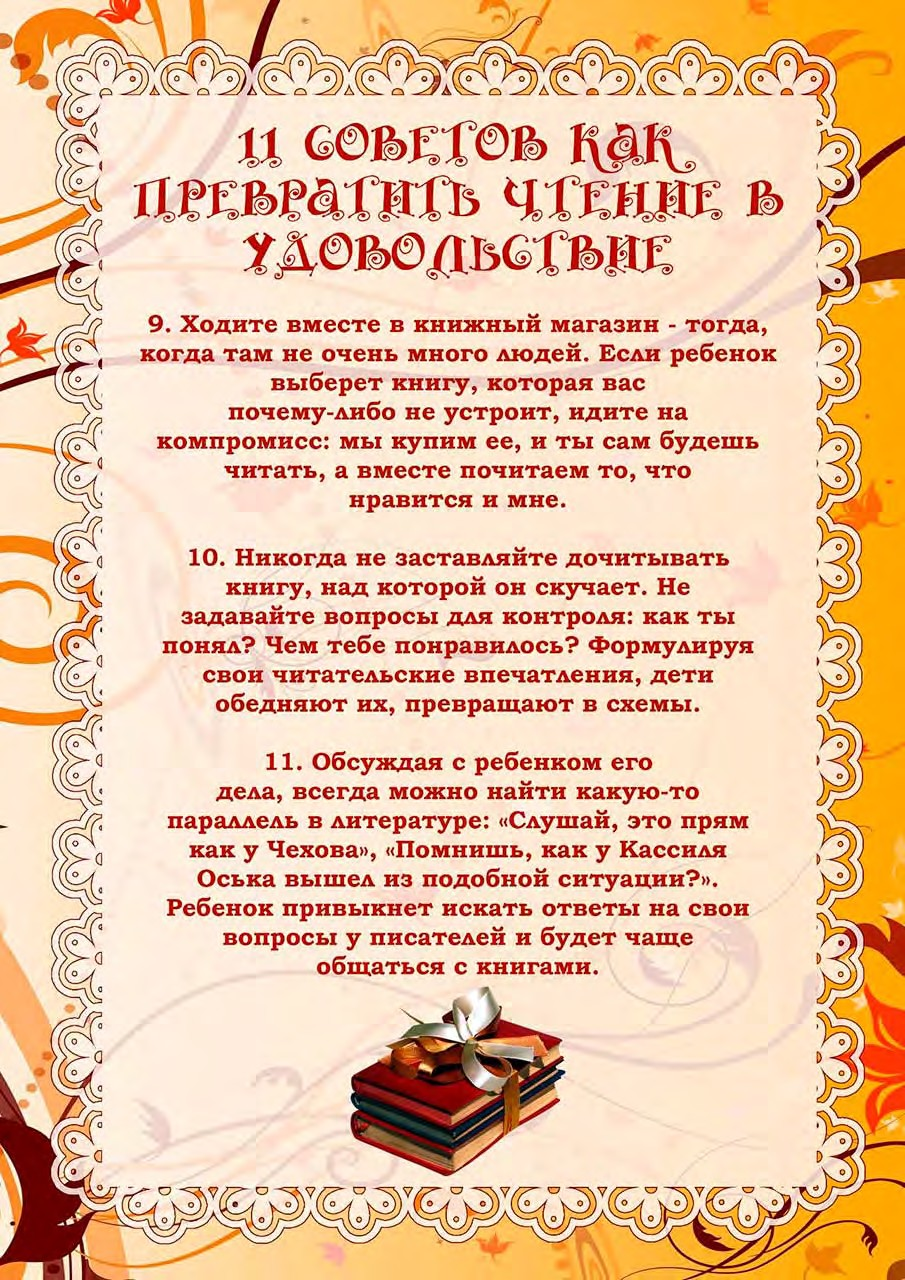 11 СОВЕТОВ КАК
ПРЕВРАТИТЬ ЧТЕНИЕ В
УДОВОЛЬСТВИЕ
9. Ходите вместе в книжный магазин - тогда,
когда там не очень много людей. Если ребенок
выберет книгу, которая вас
почему-либо не устроит, идите на
компромисс: мы купим ее, и ты сам будешь
читать, а вместе почитаем то, что
нравится и мне.
10. Никогда не заставляйте дочитывать
книгу, над которой он скучает. Не
задавайте вопросы для контроля: как ты
понял? Чем тебе понравилось? Формулируя
свои читательские впечатления, дети
обедняют их, превращают в схемы.
11. Обсуждая с ребенком его
дела, всегда можно найти какую-то
параллель в литературе: «Слушай, это прям
как у Чехова», «Помнишь, как у Кассиля
Оська вышел из подобной ситуации?».
Ребенок привыкнет искать ответы на свои
вопросы у писателей и будет чаще
общаться с книгами.